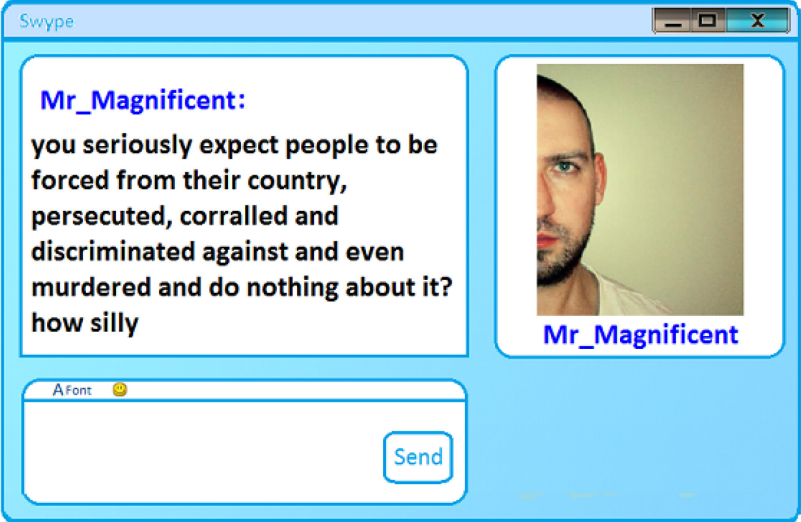 Swype
Mr_Magnificent:
you seriously expect people to be
forced from their country,
persecuted, corralled and
discriminated against and even
murdered and do nothing about it?
how silly
Mr_Magnificent
A Font
Send